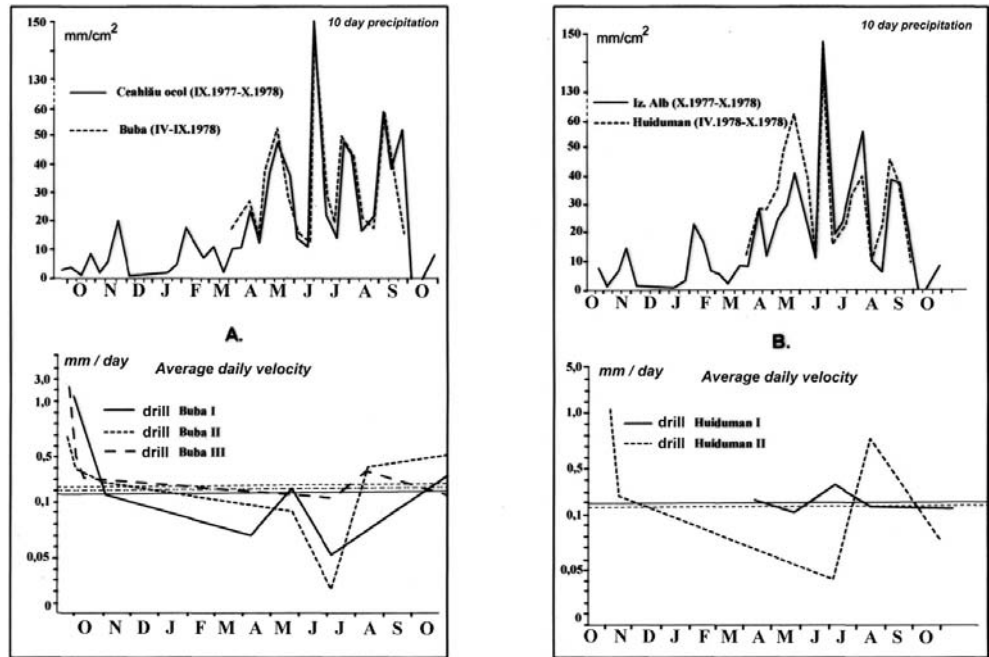 10 day precipitation
mm/cm²
150
130
60
50
40
30
20
10
0
Ceahlău ocol (IX.1977-X.1978)
Buba (IV-IX.1978)
O N D J F M A M J J A S O
A.
mm / day
Average daily velocity
3,0
1,0
0,5
0,1
0,05
0
drill Buba I
drill Buba II
drill Buba III
O N D J F M A M J J A O
10 day precipitation
mm/cm²
150
130
60
50
40
30
20
10
0
Iz. Alb (X.1977-X.1978)
Huiduman (IV.1978-X.1978)
O N D J F M A M J J A S O
B.
mm / day
Average daily velocity
5,0
1,0
0,5
0,1
0,05
0
drill Huiduman I
drill Huiduman II
O N D J F M A M J J A S O